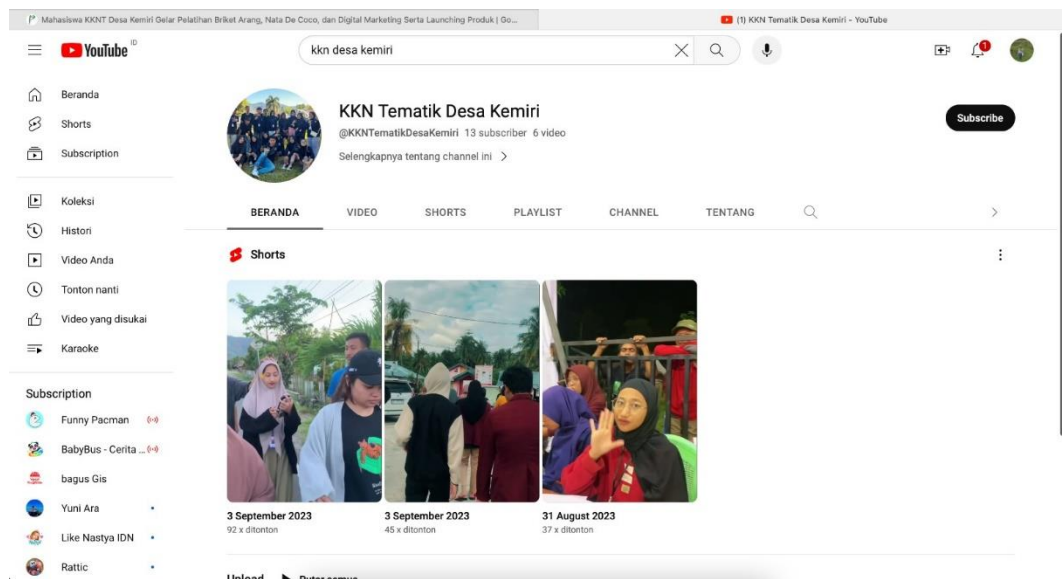 Mahasiswa KKNT Desa Kemiri Gelar Pelatihan Briket Arang, Nata De Coco, dan Digital Marketing Serta Launching Produk | Go...
(1) KKN Tematik Desa Kemiri - YouTube
YouTube ID
kkn desa kemiri
1
Beranda
Shorts
Subscription
Koleksi
Histori
Video Anda
Tonton nanti
Video yang disukai
Karaoke
Subscription
Funny Pacman
BabyBus - Cerita ...
bagus Gis
Yuni Ara
Like Nastya IDN
Rattic
KKN Tematik Desa Kemiri
@KKNTematikDesaKemiri 13 subscriber 6 video
Selengkapnya tentang channel ini
Subscribe
BERANDA VIDEO SHORTS PLAYLIST CHANNEL TENTANG
Shorts
3 September 2023
92 x ditonton
3 September 2023
45 x ditonton
31 August 2023
37 x ditonton
Upload Putar semua